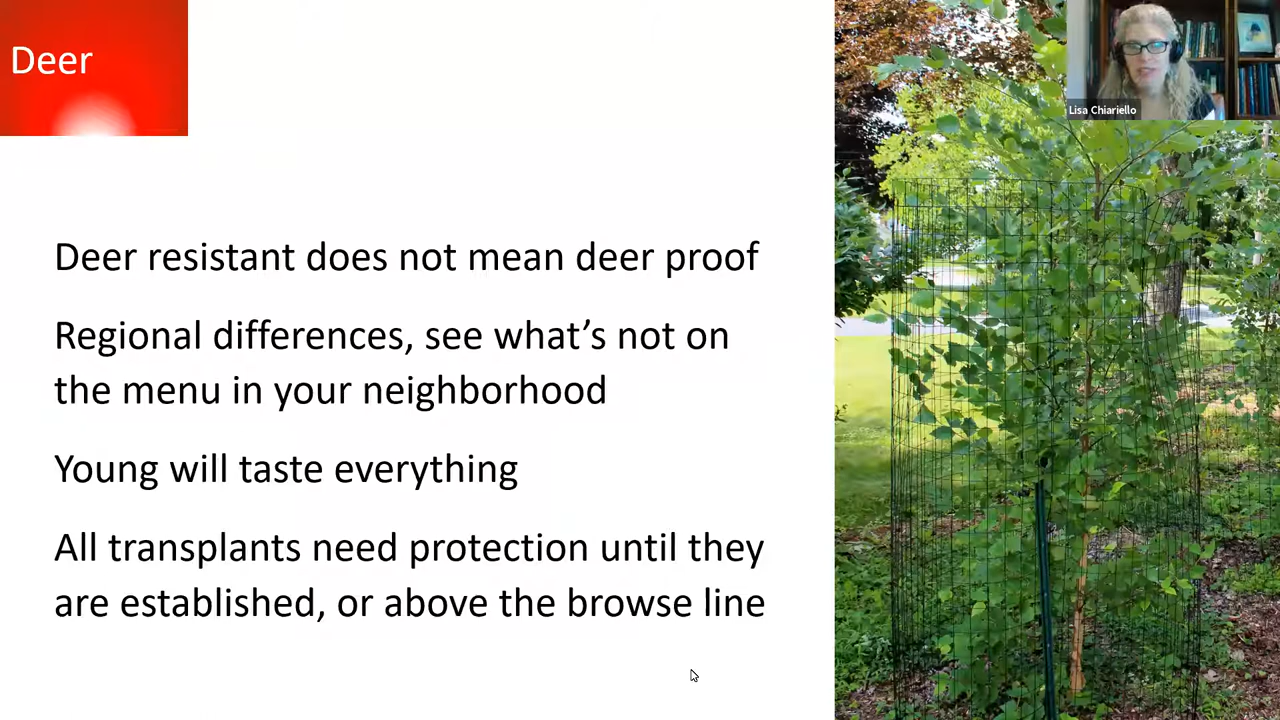 Deer
Lisa Chiariello
Deer resistant does not mean deer proof
Regional differences, see what’s not on
the menu in your neighborhood
Young will taste everything
All transplants need protection until they
are established, or above the browse line